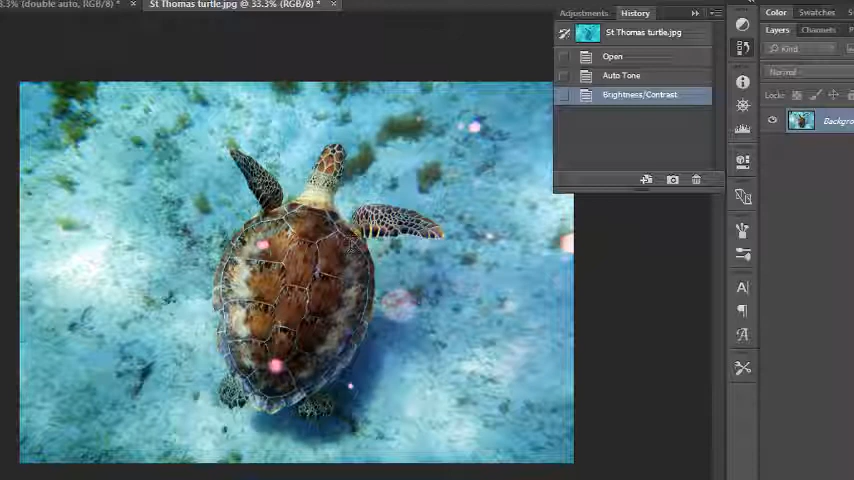 3.3% (double auto, RGB/8) * ×
St Thomas turtle.jpg @ 33.3% (RGB/8) * ×
Adjustments History
St Thomas turtle.jpg
Open
Auto Tone
Brightness/Contrast
Color Swatches
Layers Channels
Kind
Normal
Lock:
Backgro